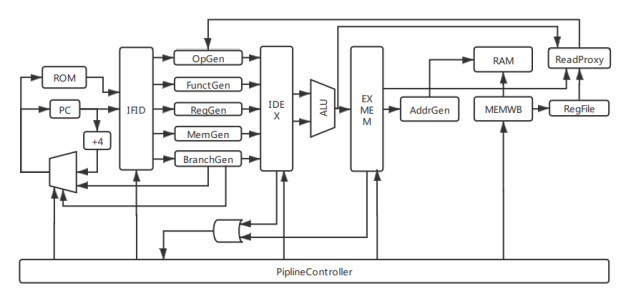 OpGen
ROM
FunctGen
RAM
ReadProxy
PC
IFID
RegGen
IDE
X
ALU
EX
ME
M
AddrGen
MEMWB
RegFile
+4
MemGen
BranchGen
PiplineController